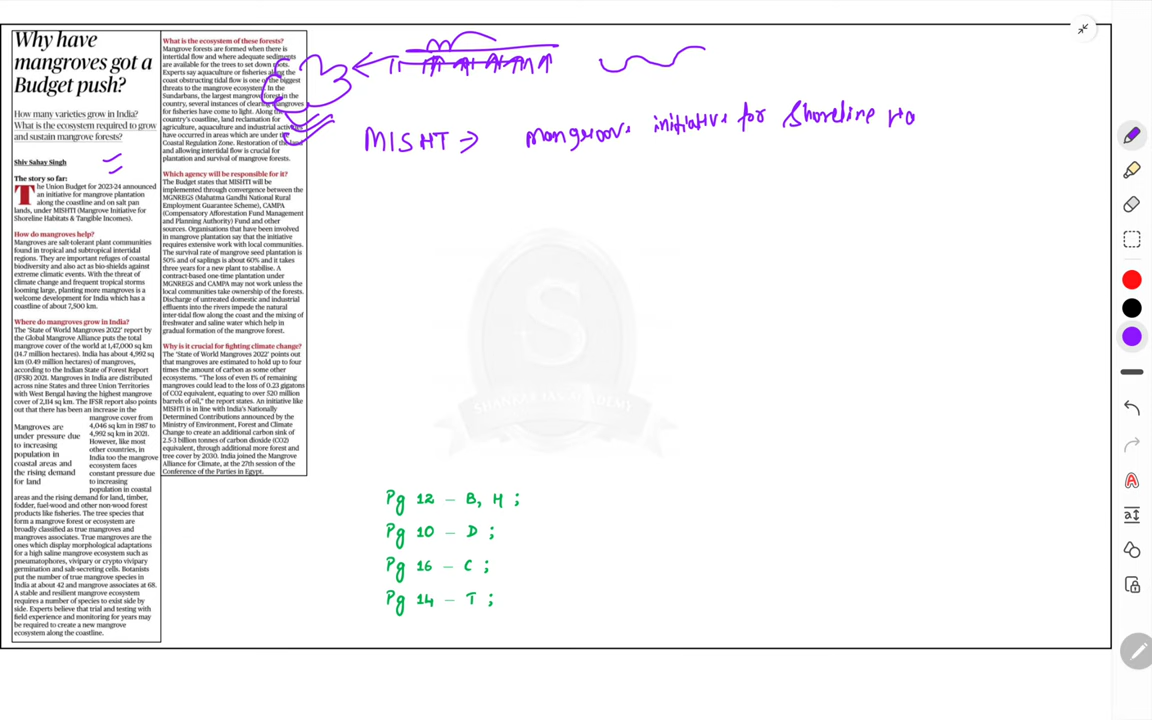 Why have
mangroves got a
Budget push?
How many varieties grow in India?
What is the ecosystem required to grow
and sustain mangrove forests?
Shiv Sahay Singh
The story so far:
The Union Budget for 2023-24 announced
an initiative for mangrove plantation
along the coastline and on salt pan
lands, under MISHTI (Mangrove Initiative for
Shoreline Habitats & Tangible Incomes).
How do mangroves help?
Mangroves are salt-tolerant plant communities
found in tropical and subtropical intertidal
regions. They are important refuges of coastal
biodiversity and also act as bio-shields against
extreme climatic events. With the threat of
climate change and frequent tropical storms
looming large, planting more mangroves is a
welcome development for India which has a
coastline of about 7,500 km.
Where do mangroves grow in India?
The 'State of World Mangroves 2022' report by
the Global Mangrove Alliance puts the total
mangrove cover of the world at 1,47,000 sq km
(14.7 million hectares). India has about 4,992 sq
km (0.49 million hectares) of mangroves,
according to the Indian State of Forest Report
(IFSR) 2021. Mangroves in India are distributed
across nine States and three Union Territories
with West Bengal having the highest mangrove
cover of 2,114 sq km. The IFSR report also points
out that there has been an increase in the
mangrove cover from
4,046 sq km in 1987 to
4,992 sq km in 2021.
However, like most
other countries, in
India too the mangrove
ecosystem faces
constant pressure due
to increasing
population in coastal
Mangroves are
under pressure due
to increasing
population in
coastal areas and
the rising demand
for land
areas and the rising demand for land, timber,
fodder, fuel-wood and other non-wood forest
products like fisheries. The tree species that
form a mangrove forest or ecosystem are
broadly classified as true mangroves and
mangroves associates. True mangroves are the
ones which display morphological adaptations
for a high saline mangrove ecosystem such as
pneumatophores, vivipary or crypto vivipary
germination and salt-secreting cells. Botanists
put the number of true mangrove species in
India at about 42 and mangrove associates at 68.
A stable and resilient mangrove ecosystem
requires a number of species to exist side by
side. Experts believe that trial and testing with
field experience and monitoring for years may
be required to create a new mangrove
ecosystem along the coastline.
What is the ecosystem of these forests?
Mangrove forests are formed when there is
intertidal flow and where adequate sediments
are available for the trees to set down roots.
Experts say aquaculture or fisheries along the
coast obstructing tidal flow is one of the biggest
threats to the mangrove ecosystem. In the
Sundarbans, the largest mangrove forest in the
country, several instances of clearing mangroves
for fisheries have come to light. Along the
country's coastline, land reclamation for
agriculture, aquaculture and industrial activities
have occurred in areas which are under the
Coastal Regulation Zone. Restoration of the land
and allowing intertidal flow is crucial for
plantation and survival of mangrove forests.
Which agency will be responsible for it?
The Budget states that MISHTI will be
implemented through convergence between the
MGNREGS (Mahatma Gandhi National Rural
Employment Guarantee Scheme), CAMPA
(Compensatory Afforestation Fund Management
and Planning Authority) Fund and other
sources. Organisations that have been involved
in mangrove plantation say that the initiative
requires extensive work with local communities.
The survival rate of mangrove seed plantation is
50% and of saplings is about 60% and it takes
three years for a new plant to stabilise. A
contract-based one-time plantation under
MGNREGS and CAMPA may not work unless the
local communities take ownership of the forests.
Discharge of untreated domestic and industrial
effluents into the rivers impede the natural
inter-tidal flow along the coast and the mixing of
freshwater and saline water which help in
gradual formation of the mangrove forest.
Why is it crucial for fighting climate change?
The 'State of World Mangroves 2022' points out
that mangroves are estimated to hold up to four
times the amount of carbon as some other
ecosystems. "The loss of even 1% of remaining
mangroves could lead to the loss of 0.23 gigatons
of CO2 equivalent, equating to over 520 million
barrels of oil," the report states. An initiative like
MISHTI is in line with India's Nationally
Determined Contributions announced by the
Ministry of Environment, Forest and Climate
Change to create an additional carbon sink of
2.5-3 billion tonnes of carbon dioxide (CO2)
equivalent, through additional more forest and
tree cover by 2030. India joined the Mangrove
Alliance for Climate, at the 27th session of the
Conference of the Parties in Egypt.
MISHT ⇒ mangroove initiative for Shoreline Ha
SHANKAR IAS ACADEMY
Pg 12 – B, H ;
Pg 10 – D ;
Pg 16 – C ;
Pg 14 – T ;